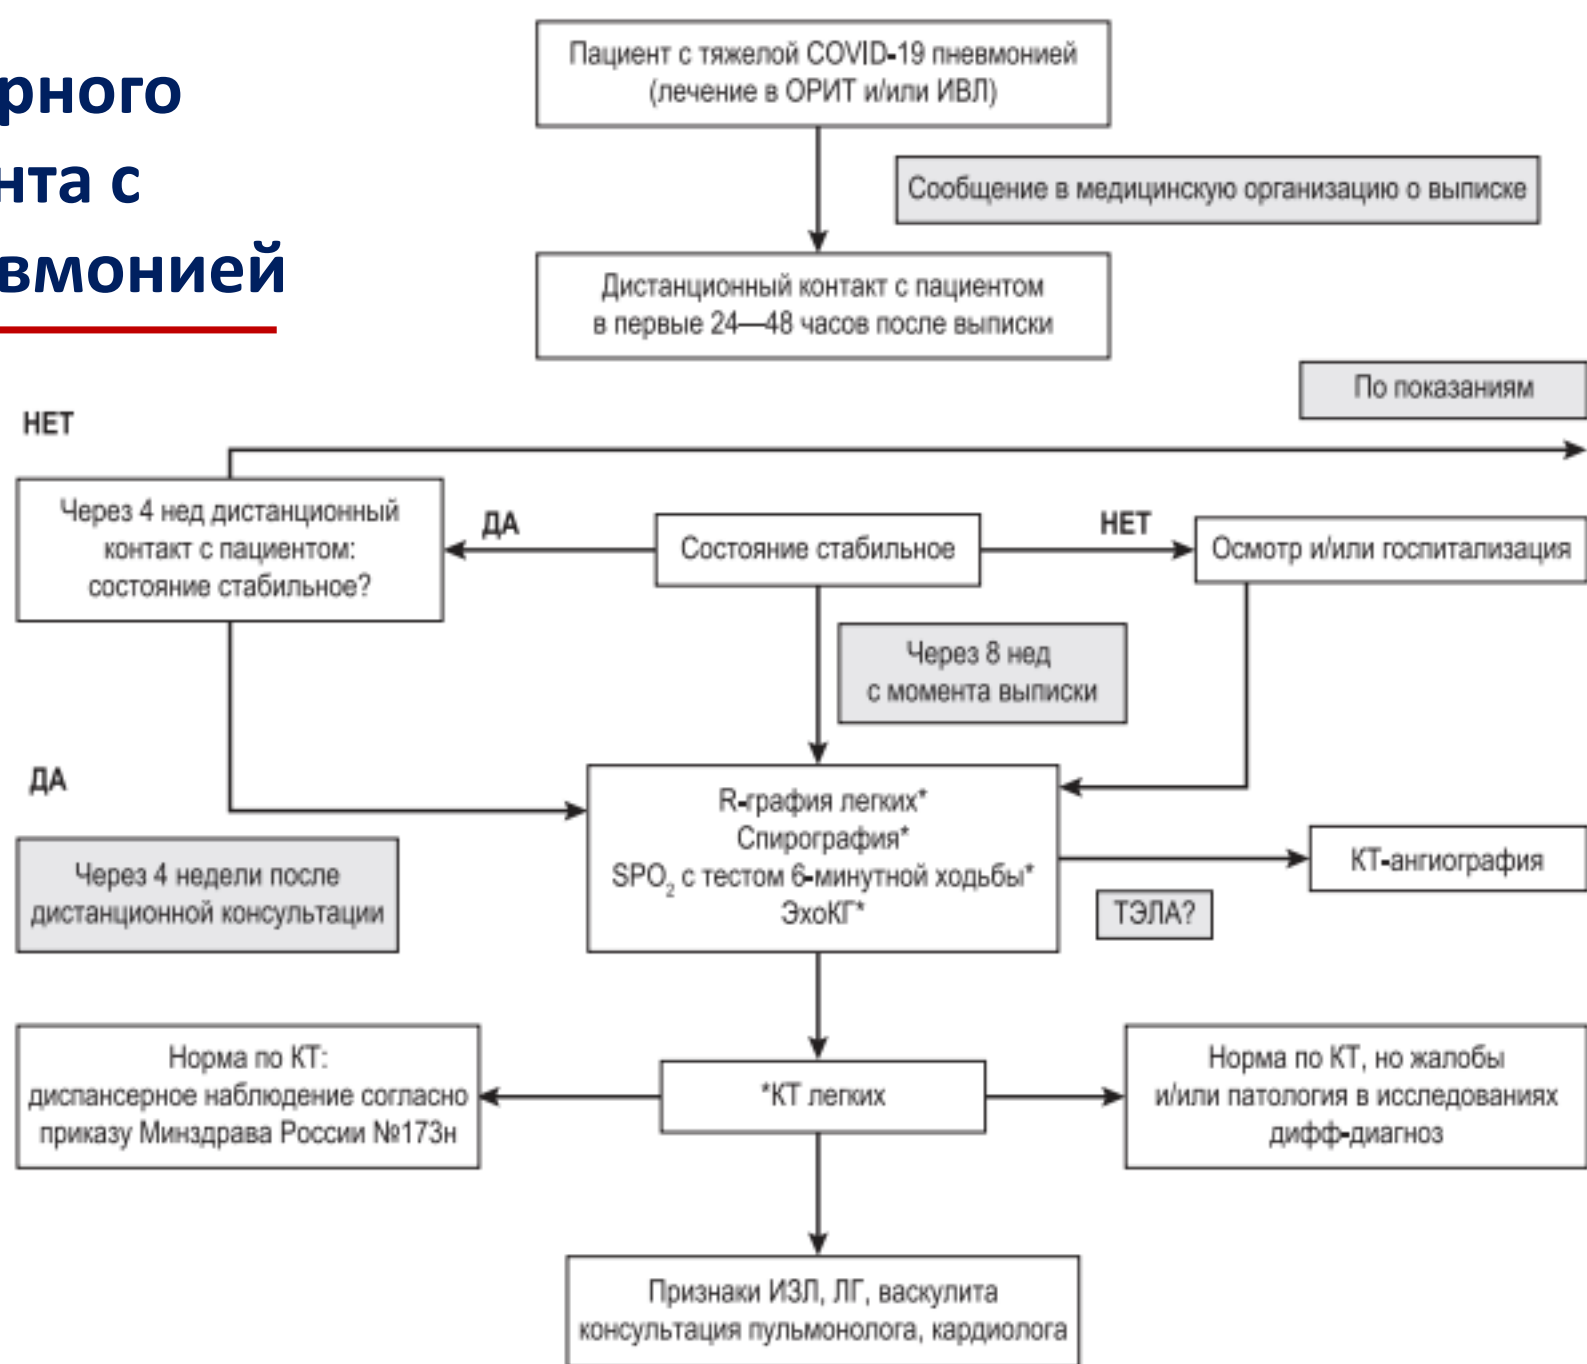 рного
нта с
вмонией
Пациент с тяжелой COVID-19 пневмонией
(лечение в ОРИТ и/или ИВЛ)
Сообщение в медицинскую организацию о выписке
Дистанционный контакт с пациентом
в первые 24—48 часов после выписки
По показаниям
НЕТ
Через 4 нед дистанционный
контакт с пациентом:
состояние стабильное?
ДА
Состояние стабильное
НЕТ
Осмотр и/или госпитализация
Через 8 нед
с момента выписки
ДА
R-графия легких*
Спирография*
SPO₂ с тестом 6-минутной ходьбы*
ЭхоКГ*
Через 4 недели после
дистанционной консультации
ТЭЛА?
КТ-ангиография
Норма по КТ:
диспансерное наблюдение согласно
приказу Минздрава России №173н
*КТ легких
Норма по КТ, но жалобы
и/или патология в исследованиях
дифф-диагноз
Признаки ИЗЛ, ЛГ, васкулита
консультация пульмонолога, кардиолога